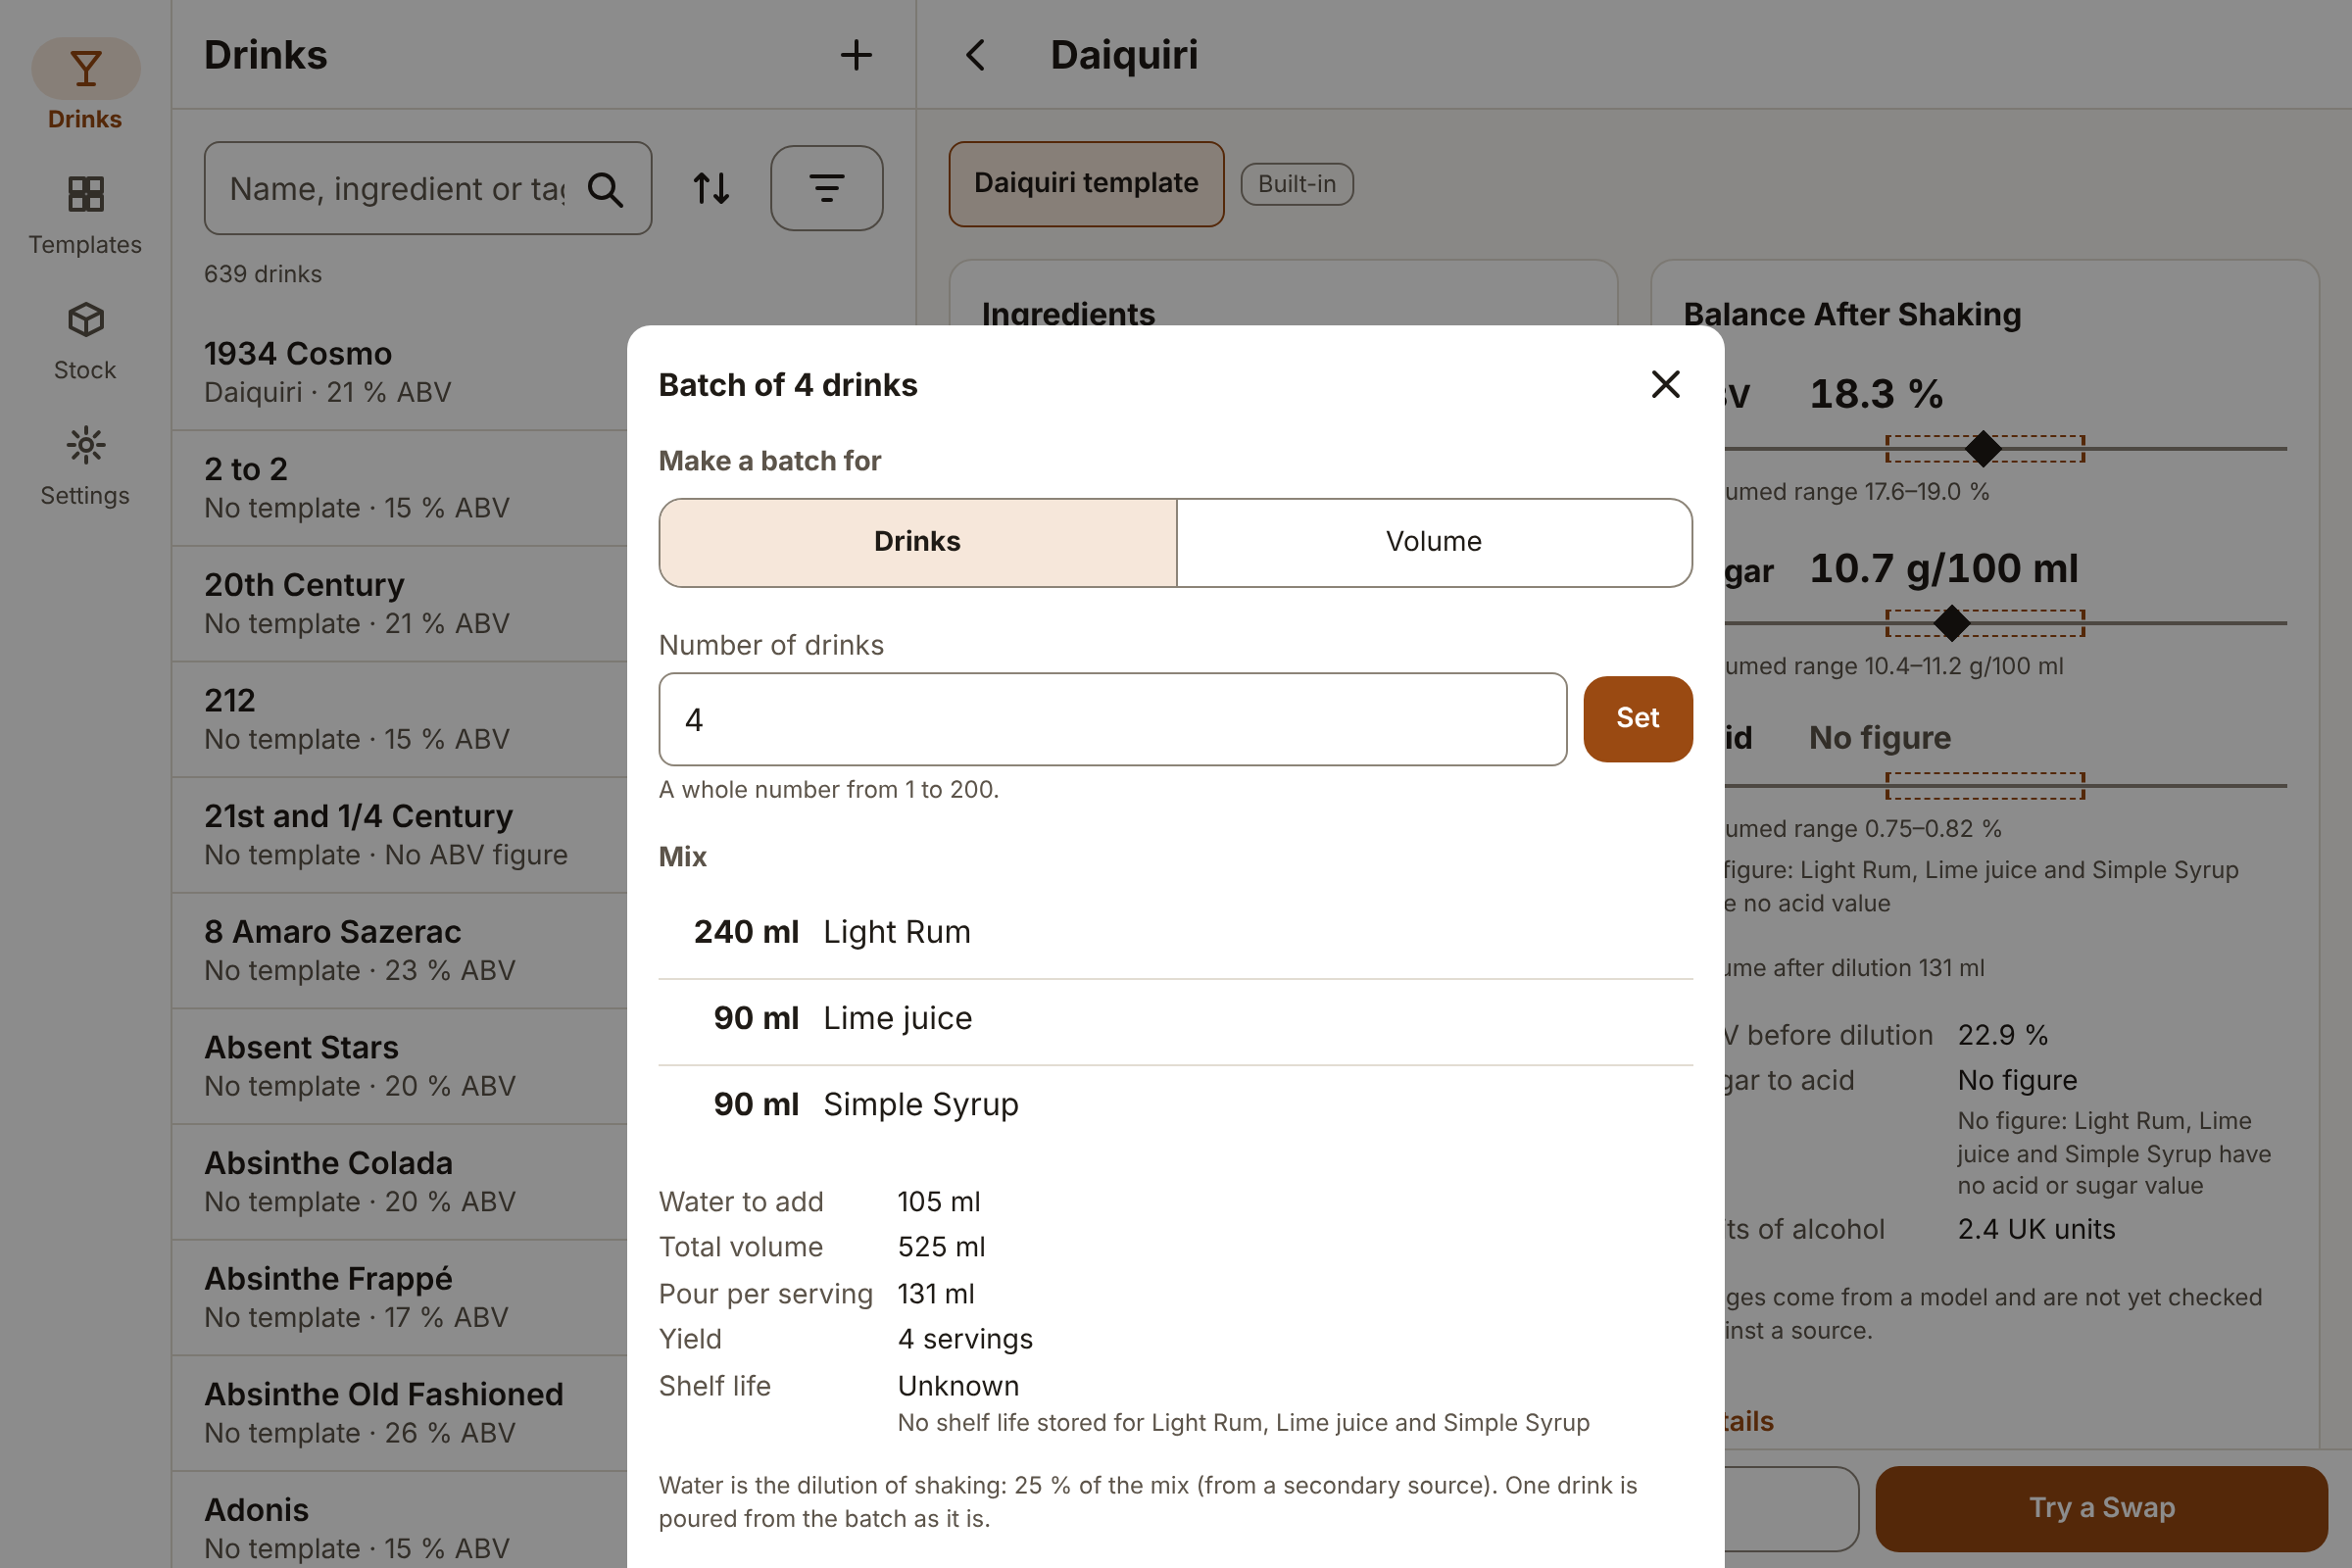 Drinks
Templates
Stock
Settings
Drinks
Name, ingredient or tag
639 drinks
1934 Cosmo
Daiquiri · 21 % ABV
2 to 2
No template · 15 % ABV
20th Century
No template · 21 % ABV
212
No template · 15 % ABV
21st and 1/4 Century
No template · No ABV figure
8 Amaro Sazerac
No template · 23 % ABV
Absent Stars
No template · 20 % ABV
Absinthe Colada
No template · 20 % ABV
Absinthe Frappé
No template · 17 % ABV
Absinthe Old Fashioned
No template · 26 % ABV
Adonis
No template · 15 % ABV
Daiquiri
Daiquiri template
Built-in
Ingredients
Batch of 4 drinks
Make a batch for
Drinks
Volume
Number of drinks
4
Set
A whole number from 1 to 200.
Mix
240 ml Light Rum
90 ml Lime juice
90 ml Simple Syrup
Water to add 105 ml
Total volume 525 ml
Pour per serving 131 ml
Yield 4 servings
Shelf life Unknown
No shelf life stored for Light Rum, Lime juice and Simple Syrup
Water is the dilution of shaking: 25 % of the mix (from a secondary source). One drink is
poured from the batch as it is.
Balance After Shaking
18.3 %
range 17.6–19.0 %
10.7 g/100 ml
range 10.4–11.2 g/100 ml
No figure
range 0.75–0.82 %
figure: Light Rum, Lime juice and Simple Syrup
no acid value
after dilution 131 ml
before dilution 22.9 %
to acid No figure
No figure: Light Rum, Lime
juice and Simple Syrup have
no acid or sugar value
of alcohol 2.4 UK units
come from a model and are not yet checked
a source.
Try a Swap